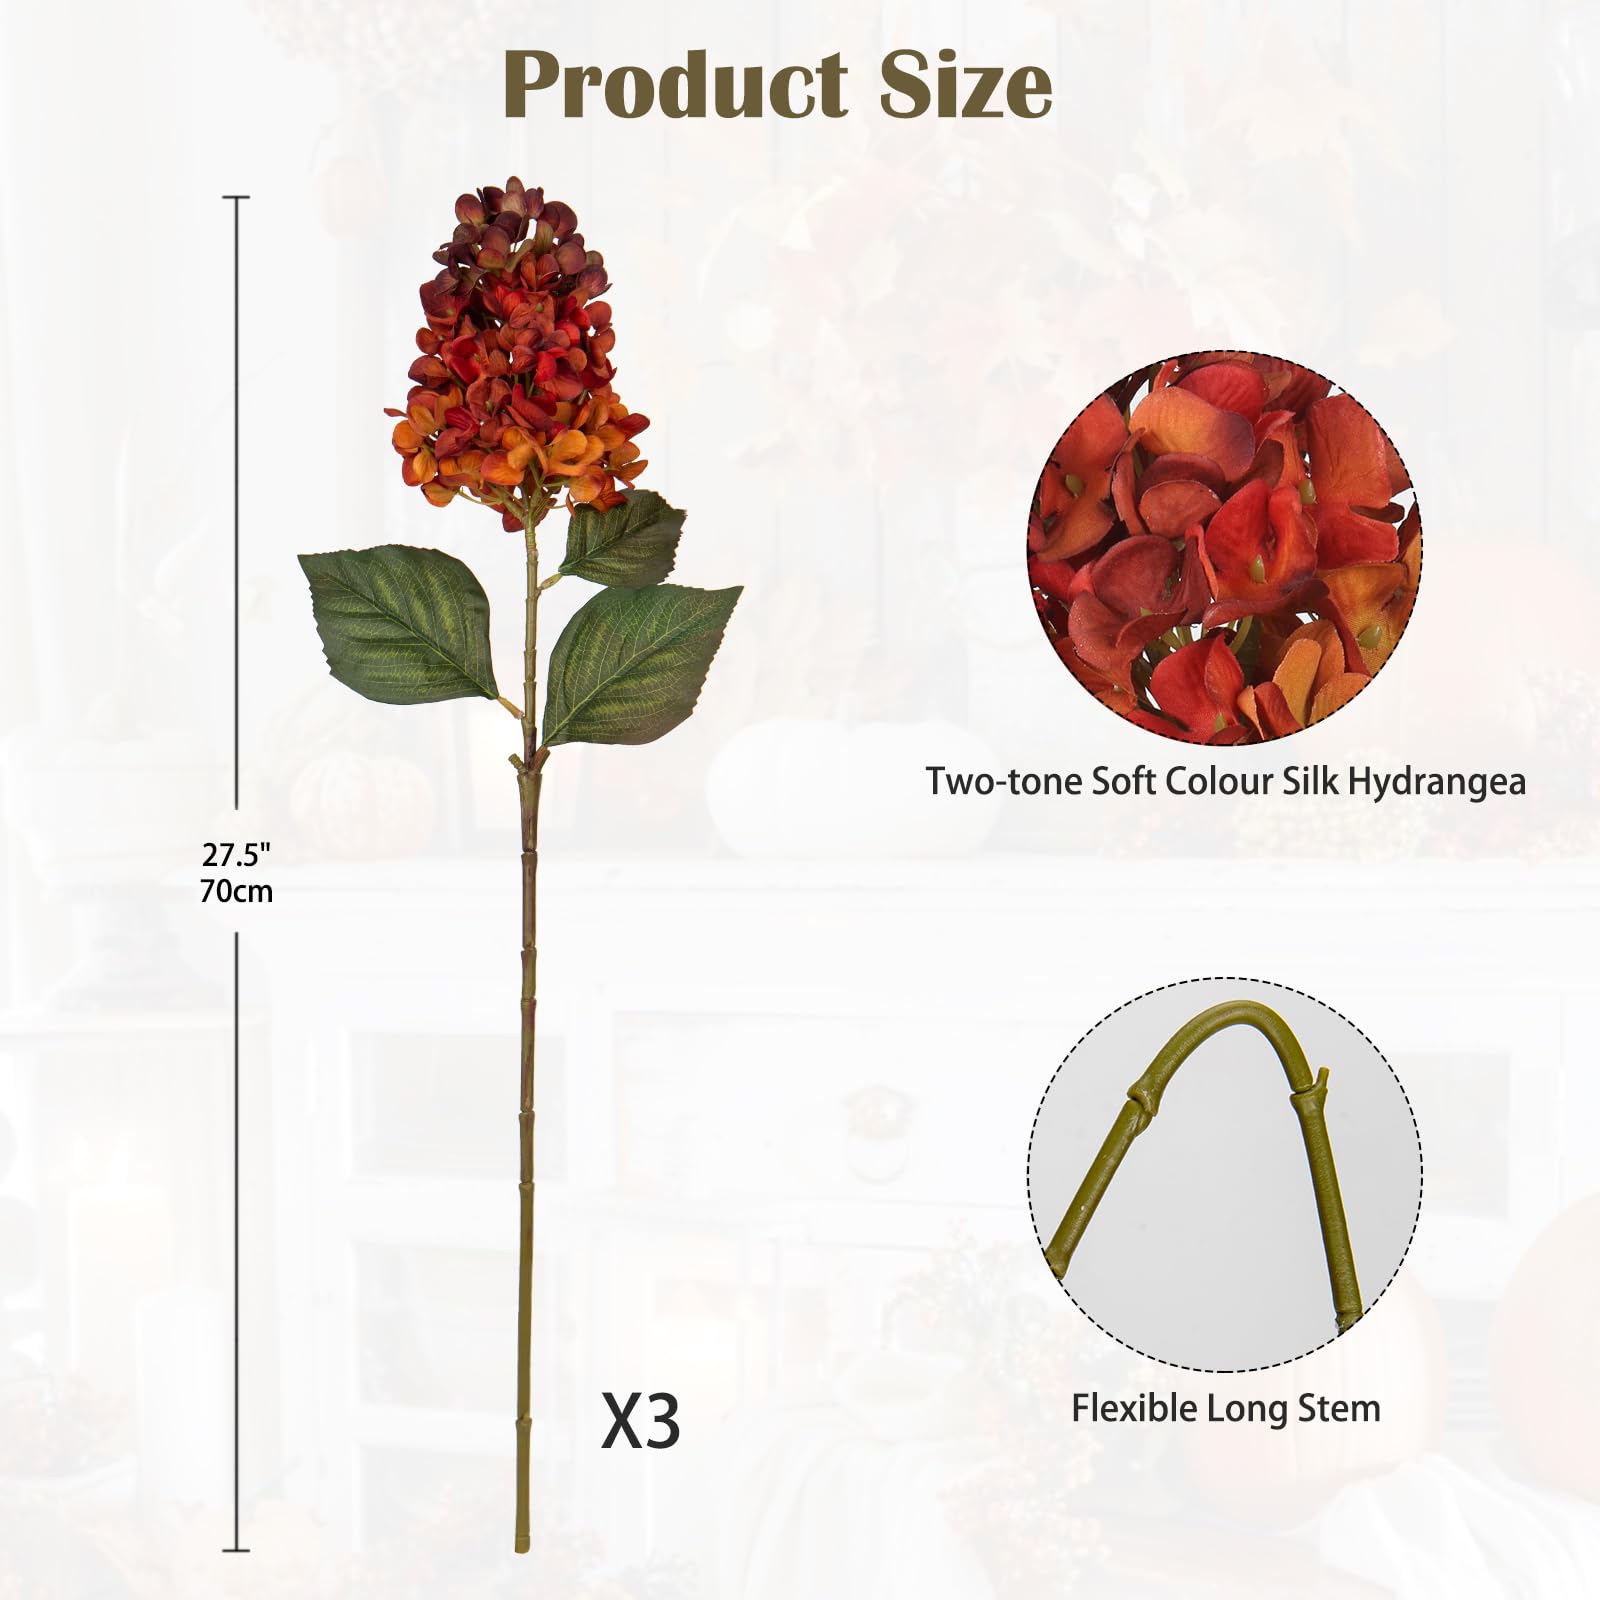 Product Size
27.5"
70cm
Two-tone Soft Colour Silk Hydrangea
X3
Flexible Long Stem